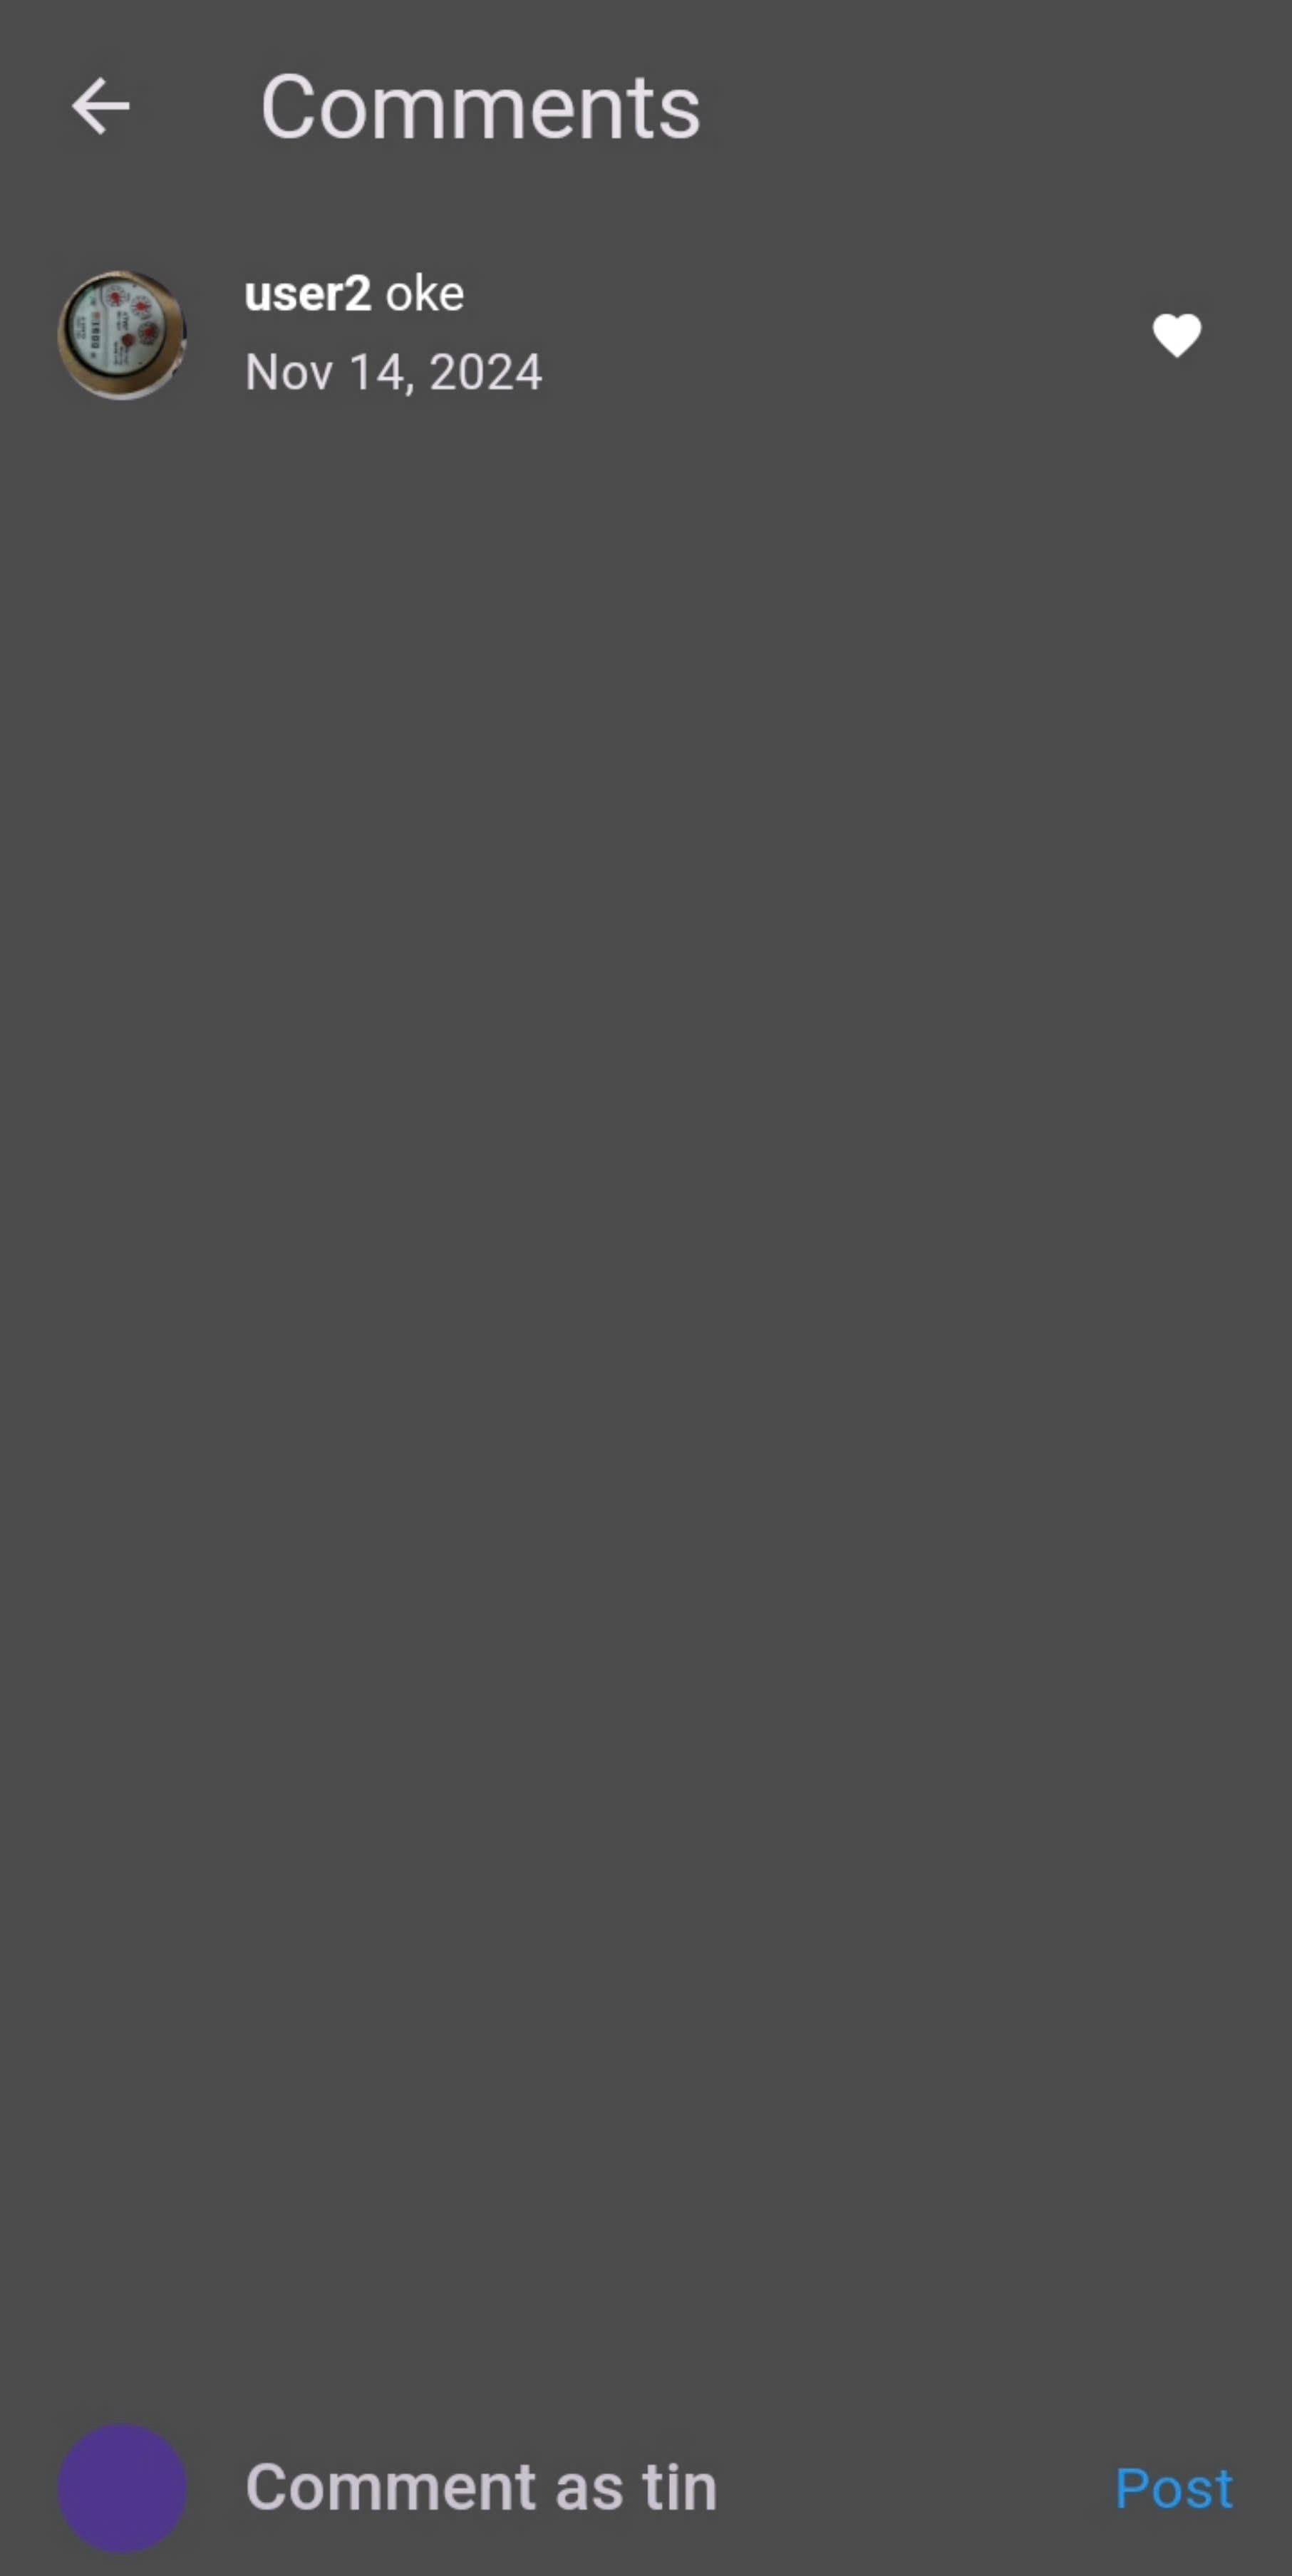 Comments
user2 oke
Nov 14, 2024
Comment as tin
Post